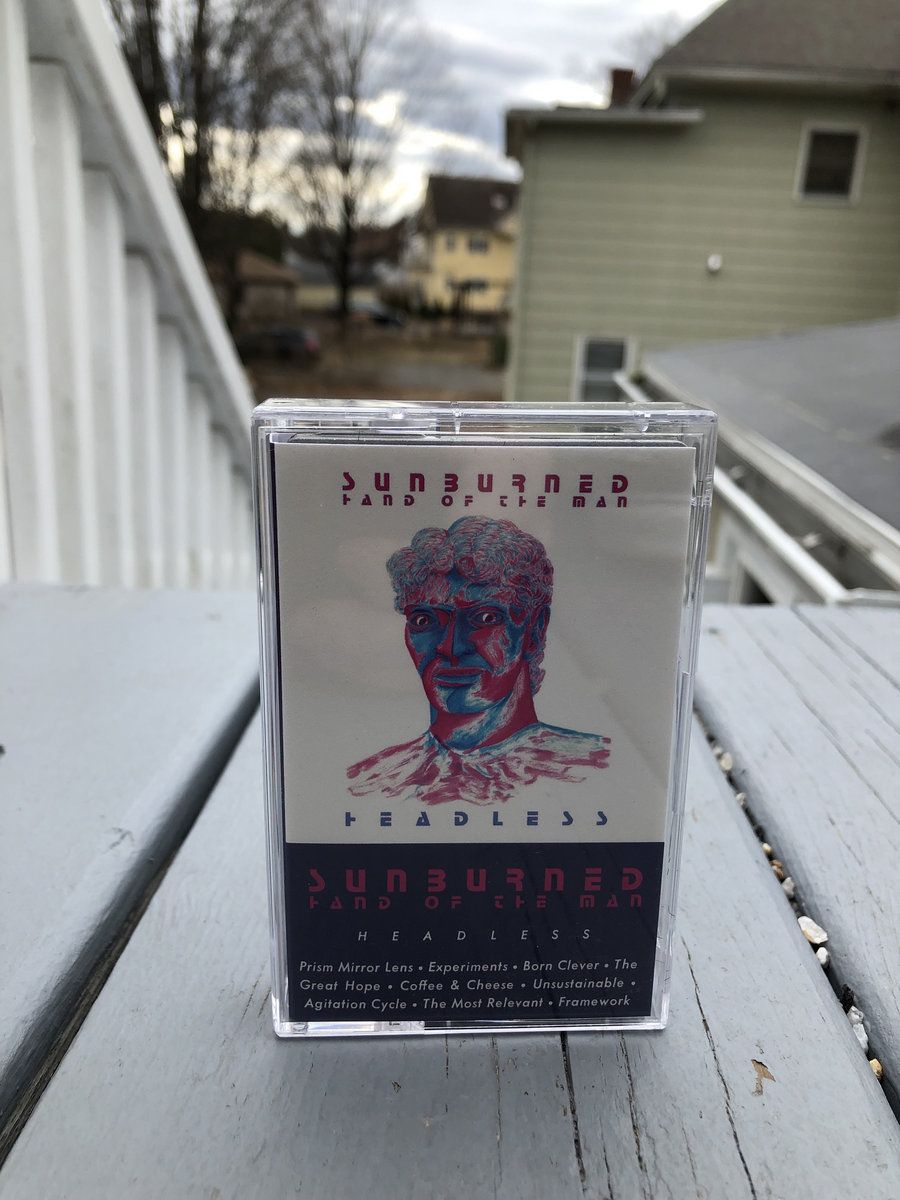 SUNBURNED
HAND OF THE MAN
HEADLESS
SUNBURNED
HAND OF THE MAN
HEADLESS
Prism Mirror Lens • Experiments • Born Clever • The
Great Hope • Coffee & Cheese • Unsustainable •
Agitation Cycle • The Most Relevant • Framework